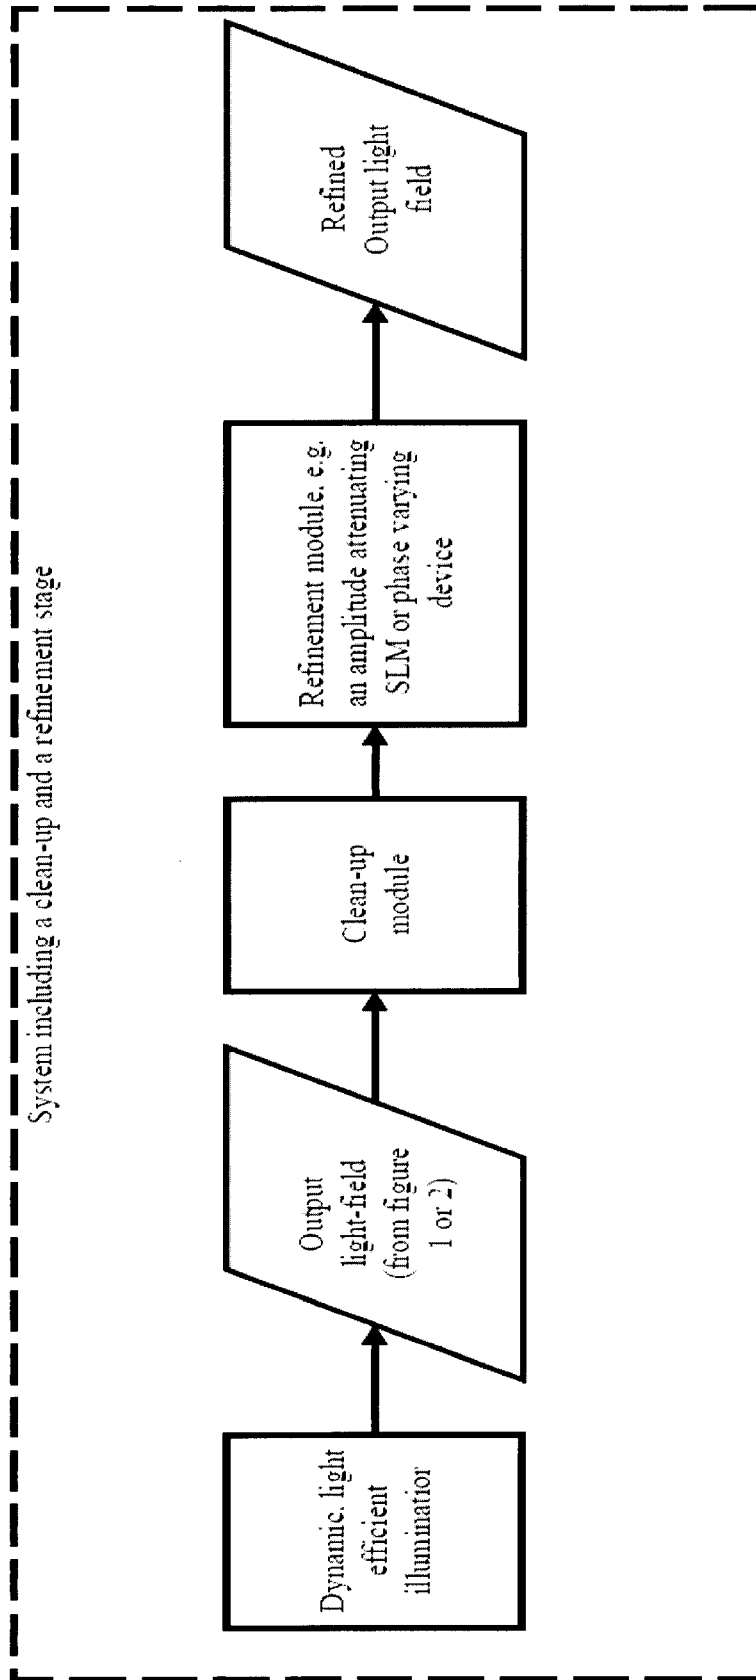 System including a clean-up and a refinement stage
Dynamic. light
efficient
illuminatior
Output
light-field
(from figure
1 or 2)
Clean-up
module
Refinement module. e.g.
an amplitude attenuating
SLM or phase varying
device
Refined
Output light
field